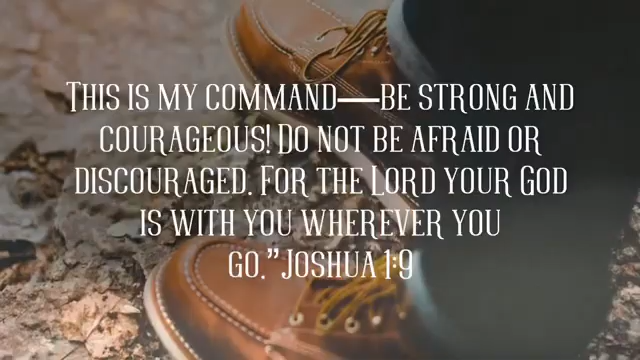 This is my command—be strong and
courageous! Do not be afraid or
discouraged. For the Lord your God
is with you wherever you
go.”Joshua 1:9